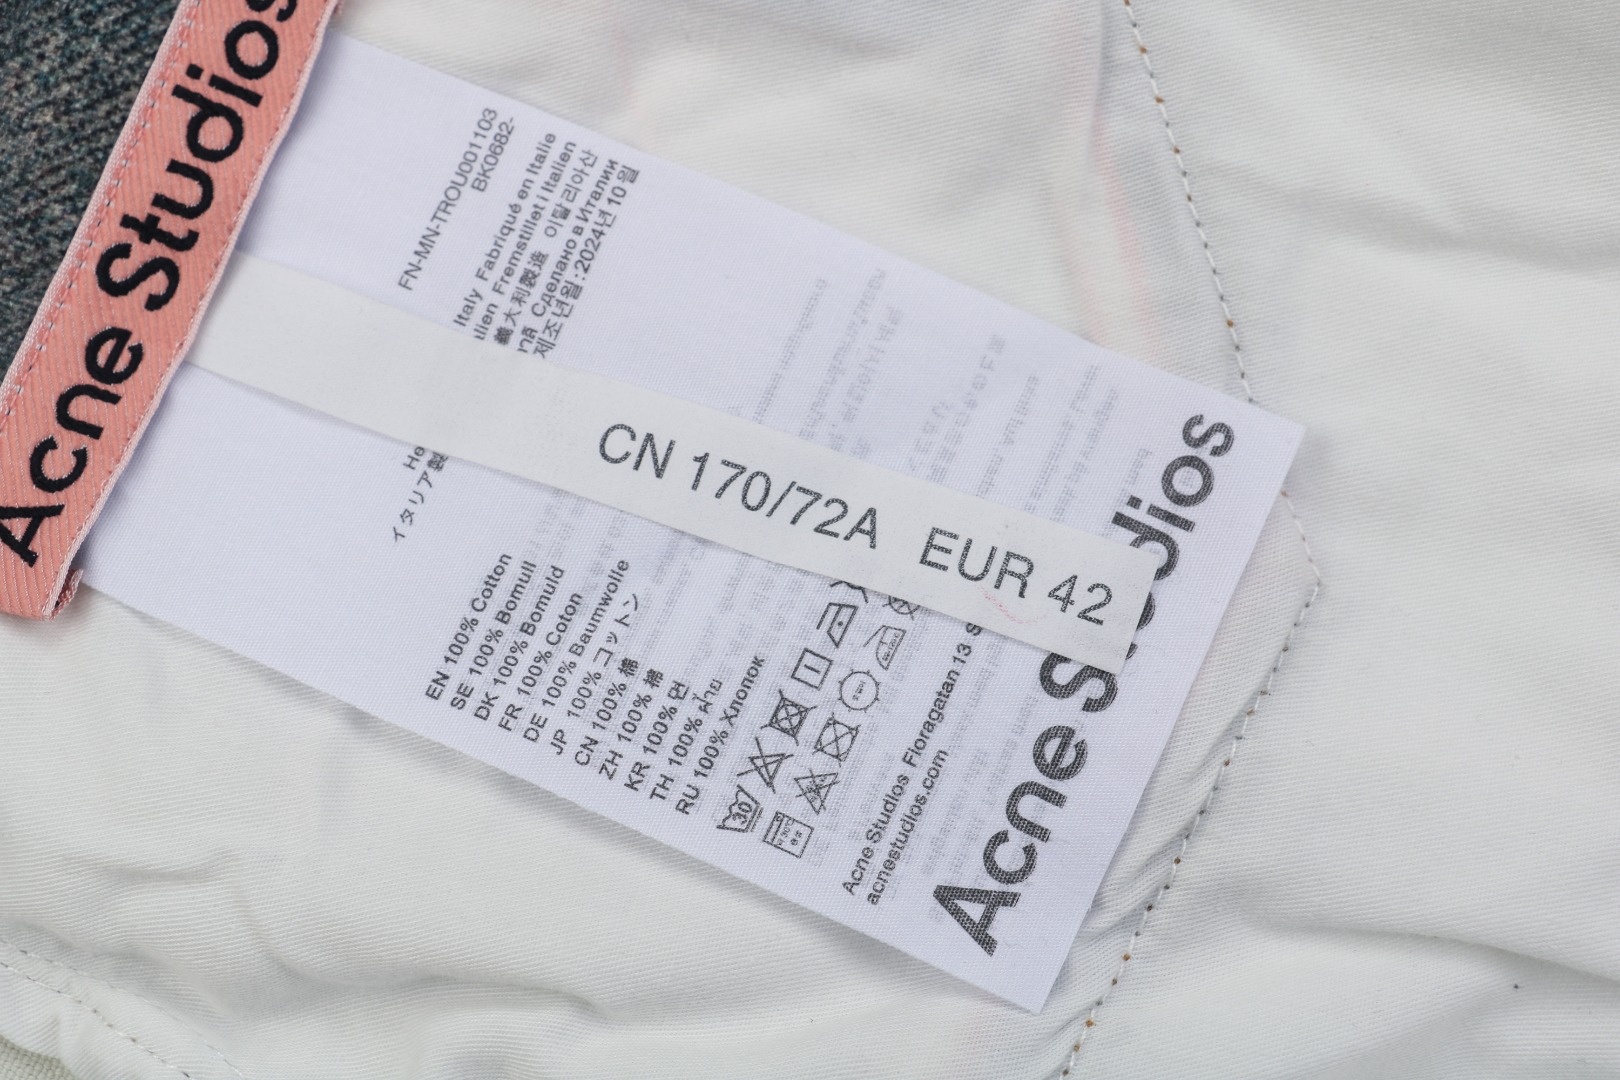 Acne Studios
FN-MN-TROU001103
BK0682-
Italy Fabriqué en Italie
Fremstillet i Italien
大利製造 이탈리아산
Сделано в Италии
제조년월:2024년 10월
イタリア製
CN 170/72A EUR 42
EN 100% Cotton
SE 100% Bomull
DK 100% Bomuld
FR 100% Coton
DE 100% Baumwolle
JP 100% コットン
CN 100% 棉
ZH 100% 棉
KR 100% 면
TH 100% ฝ้าย
RU 100% Хлопок
30
Acne Studios Floragatan 13
acnestudios.com
Acne Studios